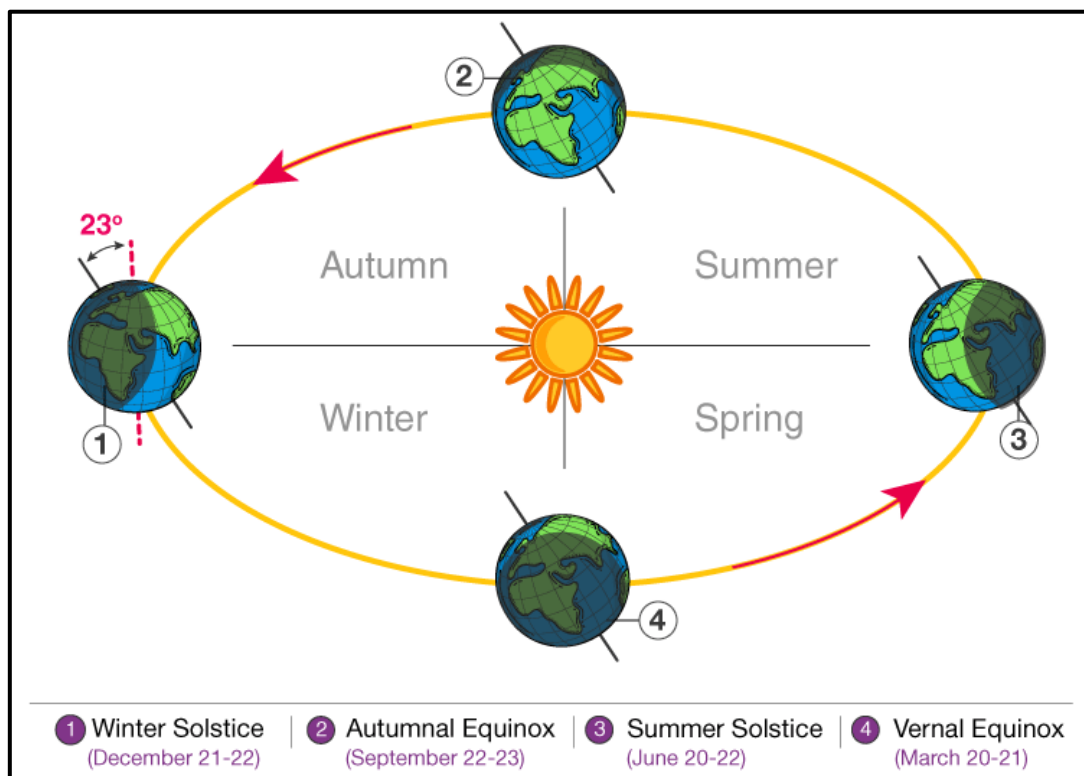 2
23º
Autumn
Summer
Winter
Spring
1
3
4
1 Winter Solstice
(December 21-22)
2 Autumnal Equinox
(September 22-23)
3 Summer Solstice
(June 20-22)
4 Vernal Equinox
(March 20-21)